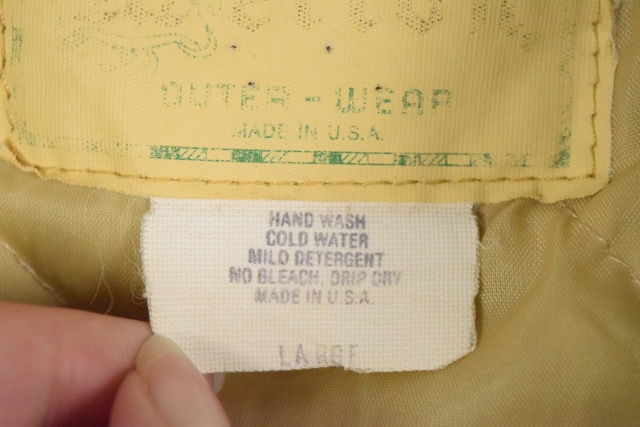 OUTER-WEAR
MADE IN U.S.A.
HAND WASH
COLD WATER
MILD DETERGENT
NO BLEACH, DRIP DRY
MADE IN U.S.A.
LARGE